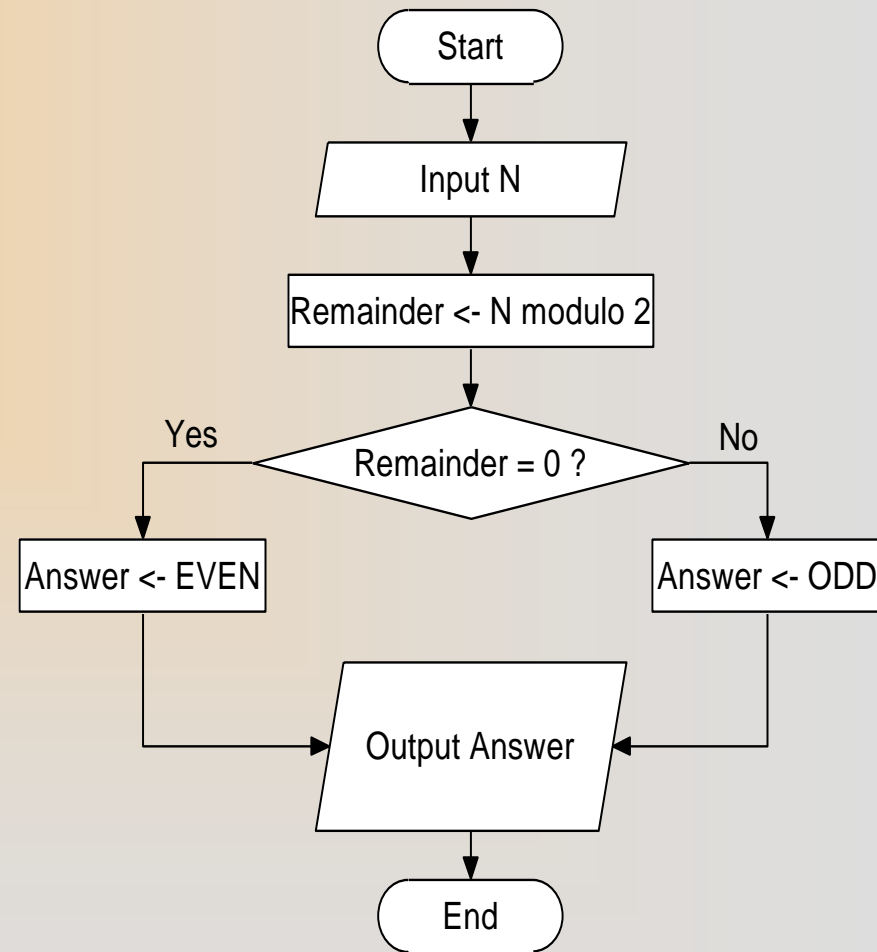 Start
Input N
Remainder <- N modulo 2
Remainder = 0 ?
Yes
No
Answer <- EVEN
Answer <- ODD
Output Answer
End